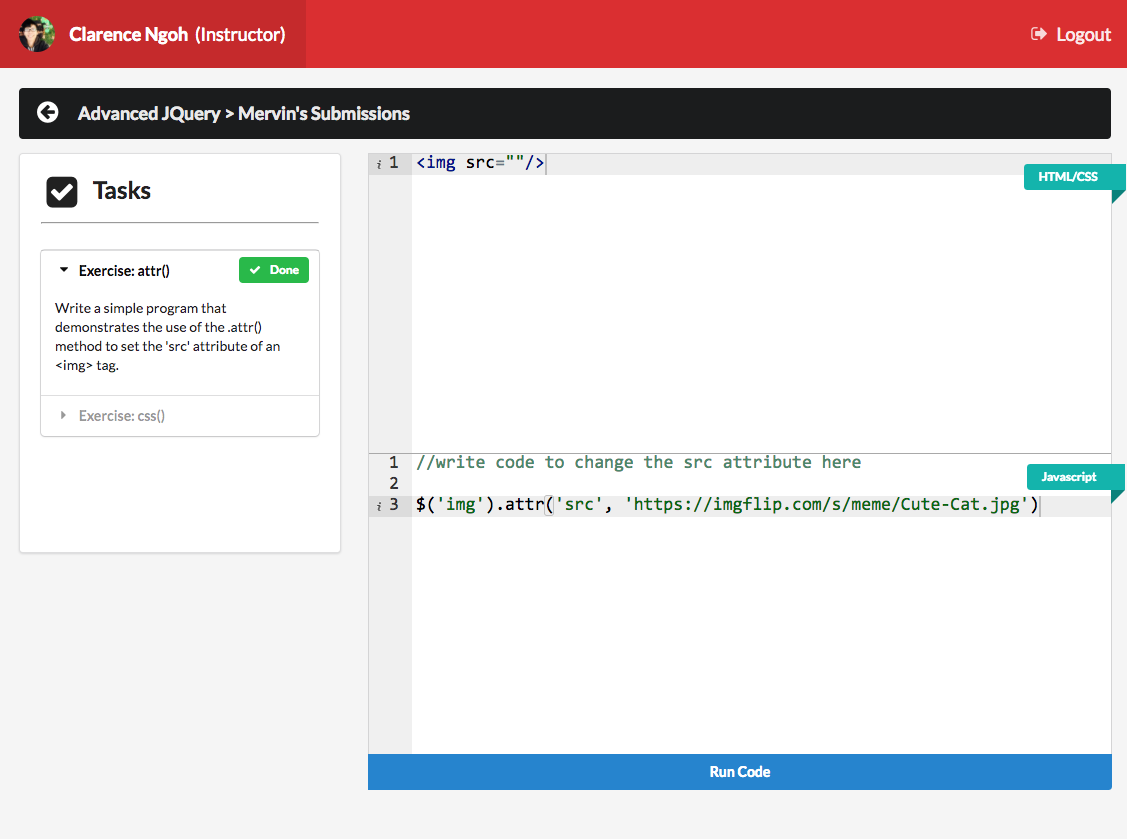 Clarence Ngoh (Instructor)
Logout
Advanced JQuery > Mervin's Submissions
Tasks
Exercise: attr()
Done
Write a simple program that
demonstrates the use of the .attr()
method to set the 'src' attribute of an
<img> tag.
Exercise: css()
i 1 <img src=""/>
HTML/CSS
1 //write code to change the src attribute here
2
Javascript
i 3 $('img').attr('src', 'https://imgflip.com/s/meme/Cute-Cat.jpg')
Run Code